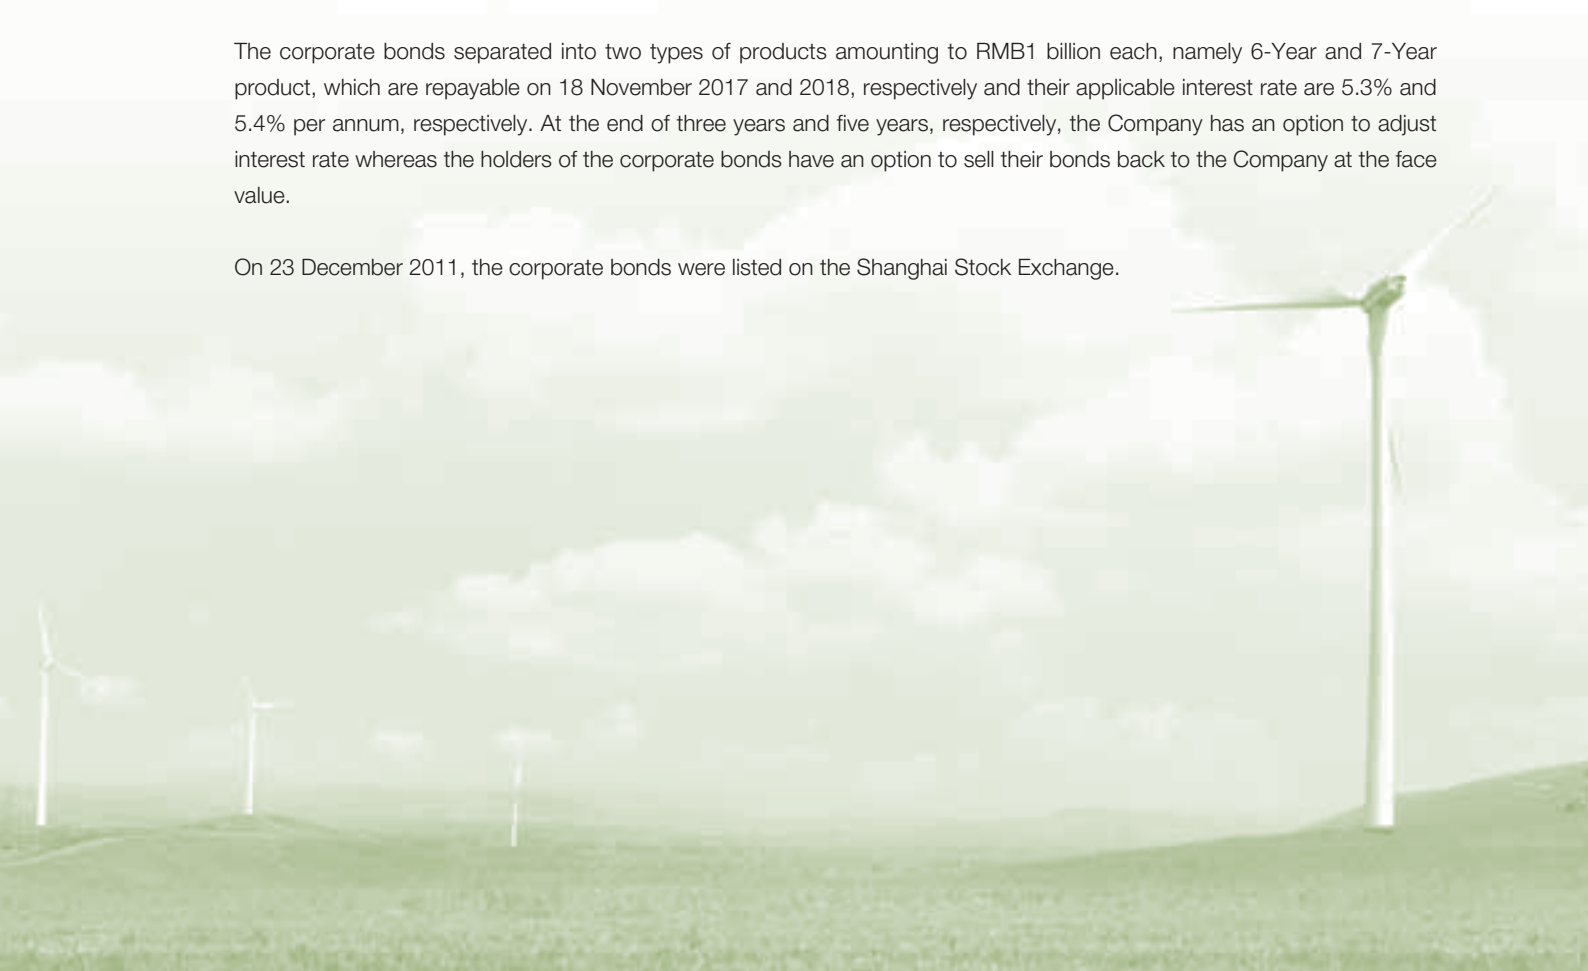 The corporate bonds separated into two types of products amounting to RMB1 billion each, namely 6-Year and 7-Year
product, which are repayable on 18 November 2017 and 2018, respectively and their applicable interest rate are 5.3% and
5.4% per annum, respectively. At the end of three years and five years, respectively, the Company has an option to adjust
interest rate whereas the holders of the corporate bonds have an option to sell their bonds back to the Company at the face
value.
On 23 December 2011, the corporate bonds were listed on the Shanghai Stock Exchange.